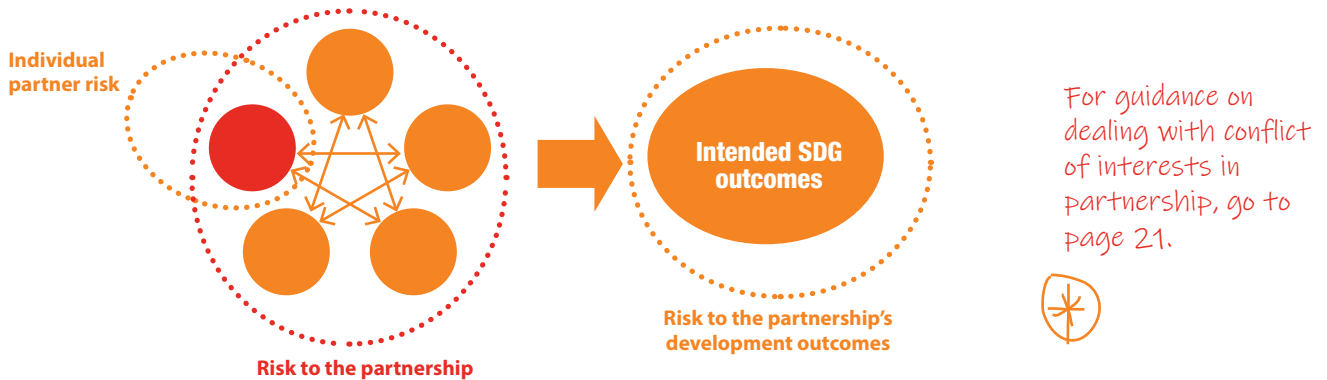 Individual
partner risk
Risk to the partnership
Intended SDG
outcomes
Risk to the partnership's
development outcomes
For guidance on
dealing with conflict
of interests in
partnership, go to
page 21.